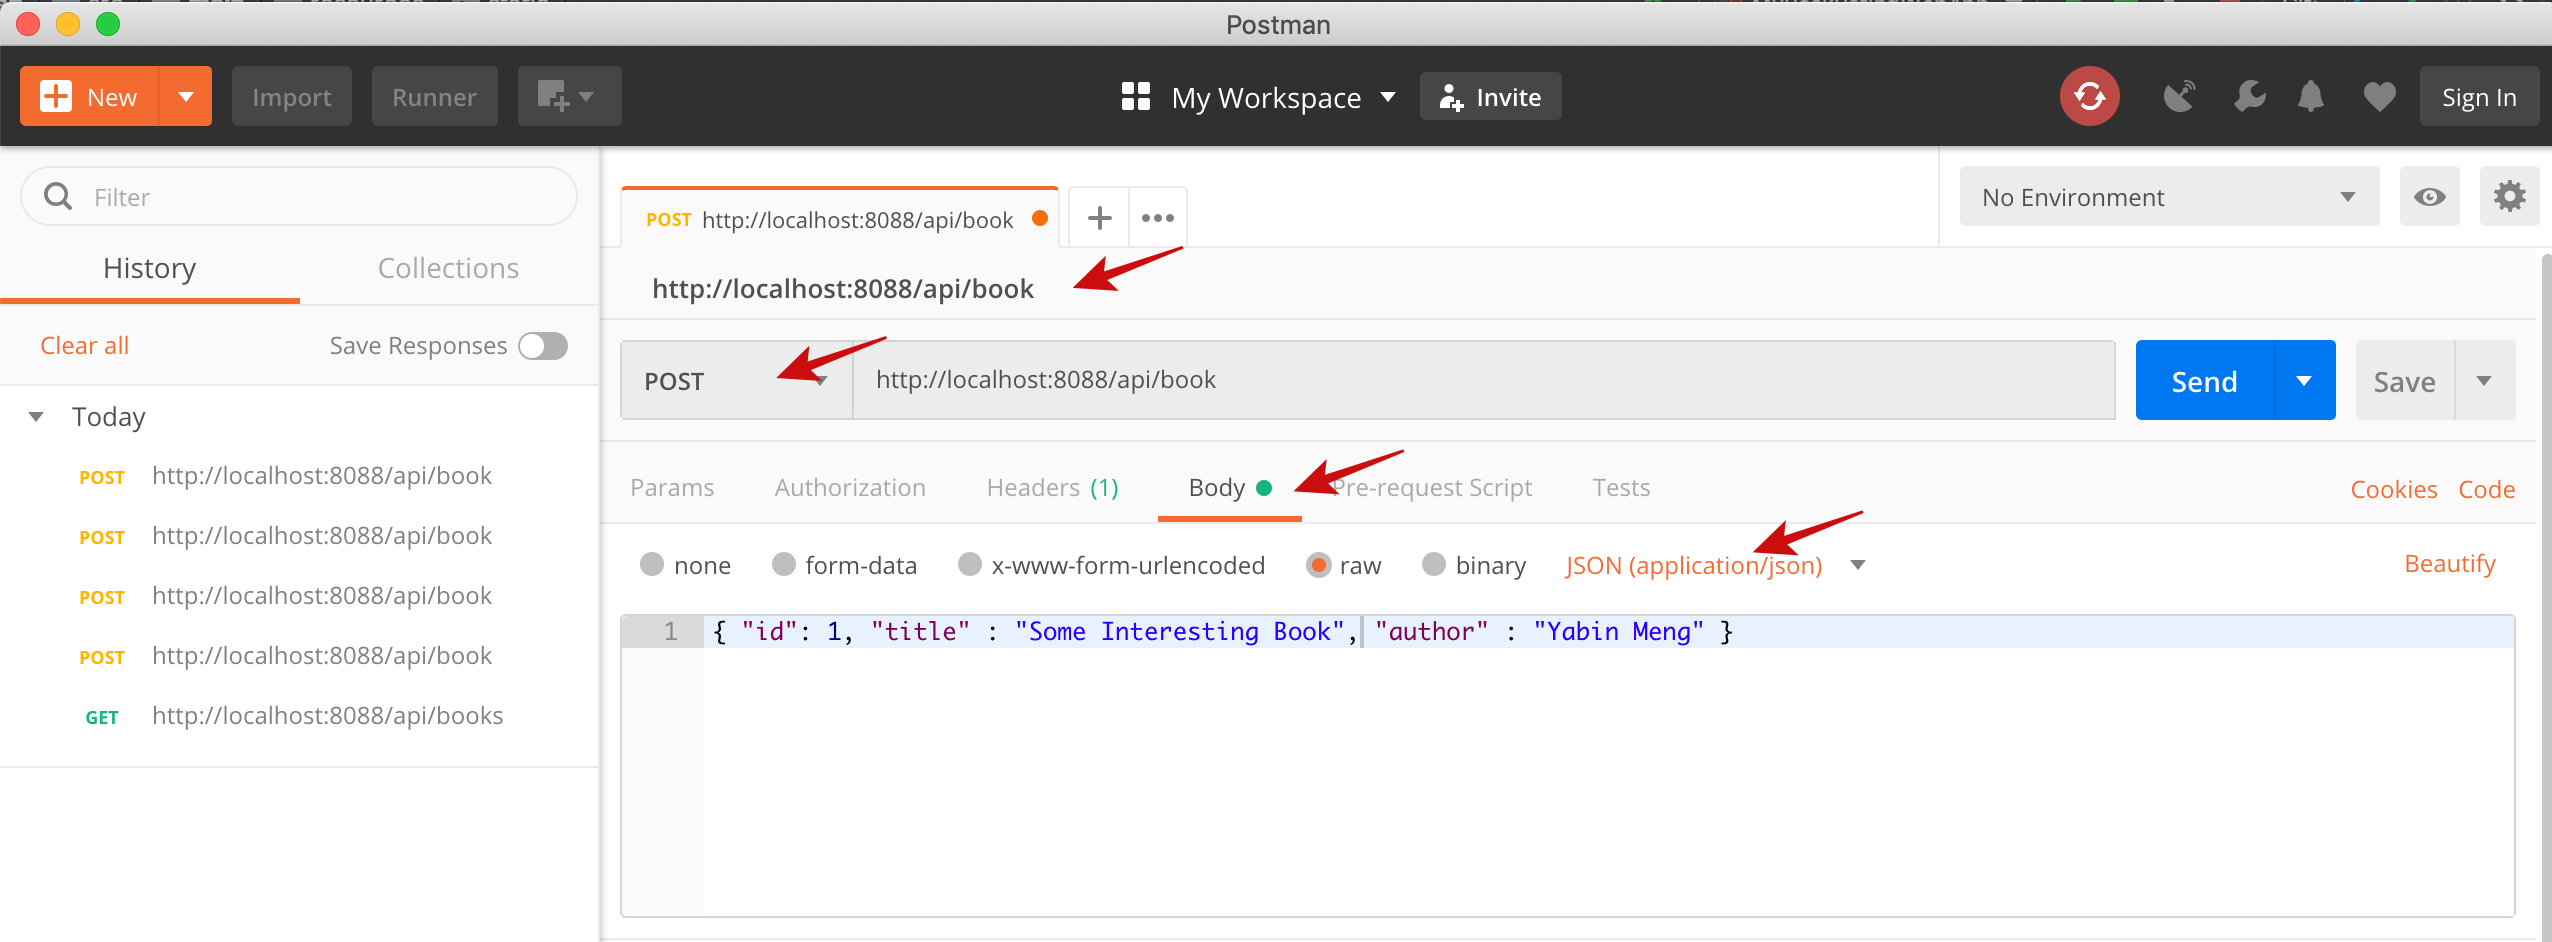 Postman
New
Import
Runner
My Workspace
Invite
Sign In
Filter
History
Collections
Clear all
Save Responses
Today
POST http://localhost:8088/api/book
POST http://localhost:8088/api/book
POST http://localhost:8088/api/book
POST http://localhost:8088/api/book
GET http://localhost:8088/api/books
POST http://localhost:8088/api/book
No Environment
http://localhost:8088/api/book
POST
http://localhost:8088/api/book
Send
Save
Params
Authorization
Headers (1)
Body
Pre-request Script
Tests
Cookies
Code
none
form-data
x-www-form-urlencoded
raw
binary
JSON (application/json)
Beautify
1 { "id": 1, "title" : "Some Interesting Book", "author" : "Yabin Meng" }